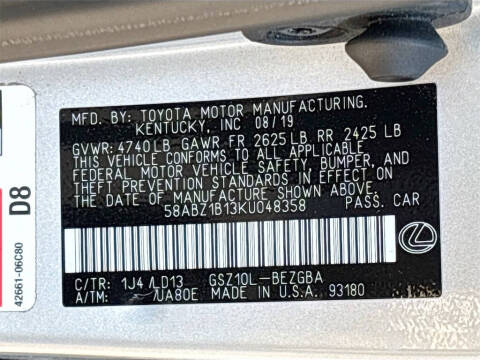 MFD. BY: TOYOTA MOTOR MANUFACTURING.
KENTUCKY, INC 08/19
GVWR: 4740LB GAWR FR 2625LB RR 2425 LB
THIS VEHICLE CONFORMS TO ALL APPLICABLE
FEDERAL MOTOR VEHICLE SAFETY, BUMPER, AND
THEFT PREVENTION STANDARDS IN EFFECT ON
THE DATE OF MANUFACTURE SHOWN ABOVE.
58ABZ1B13KU048358 PASS. CAR
C/TR: 1J4 /LD13 GSZ10L-BEZGBA
A/TM: /UA80E MADE IN U.S.A. 93180
D8
42661-06C80